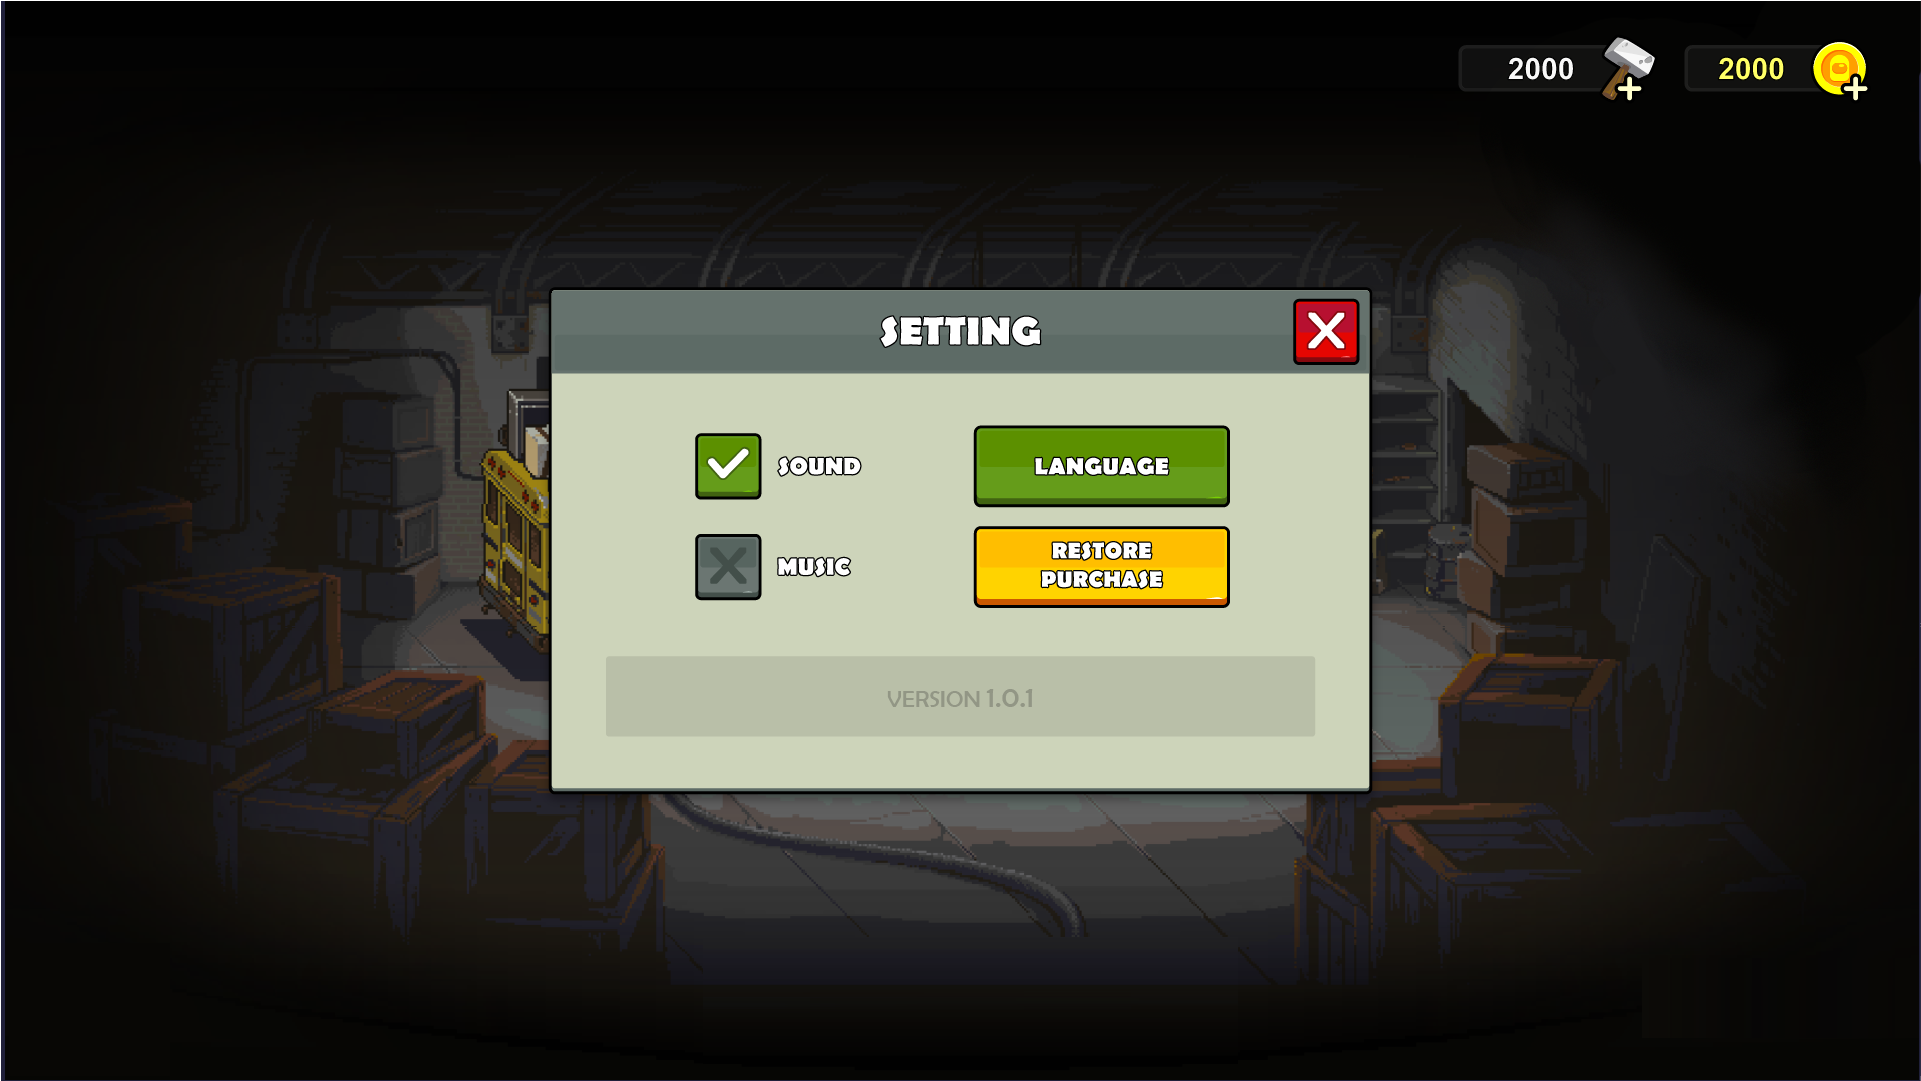 2000
2000
SETTING
SOUND
LANGUAGE
MUSIC
RESTORE
PURCHASE
VERSION 1.0.1